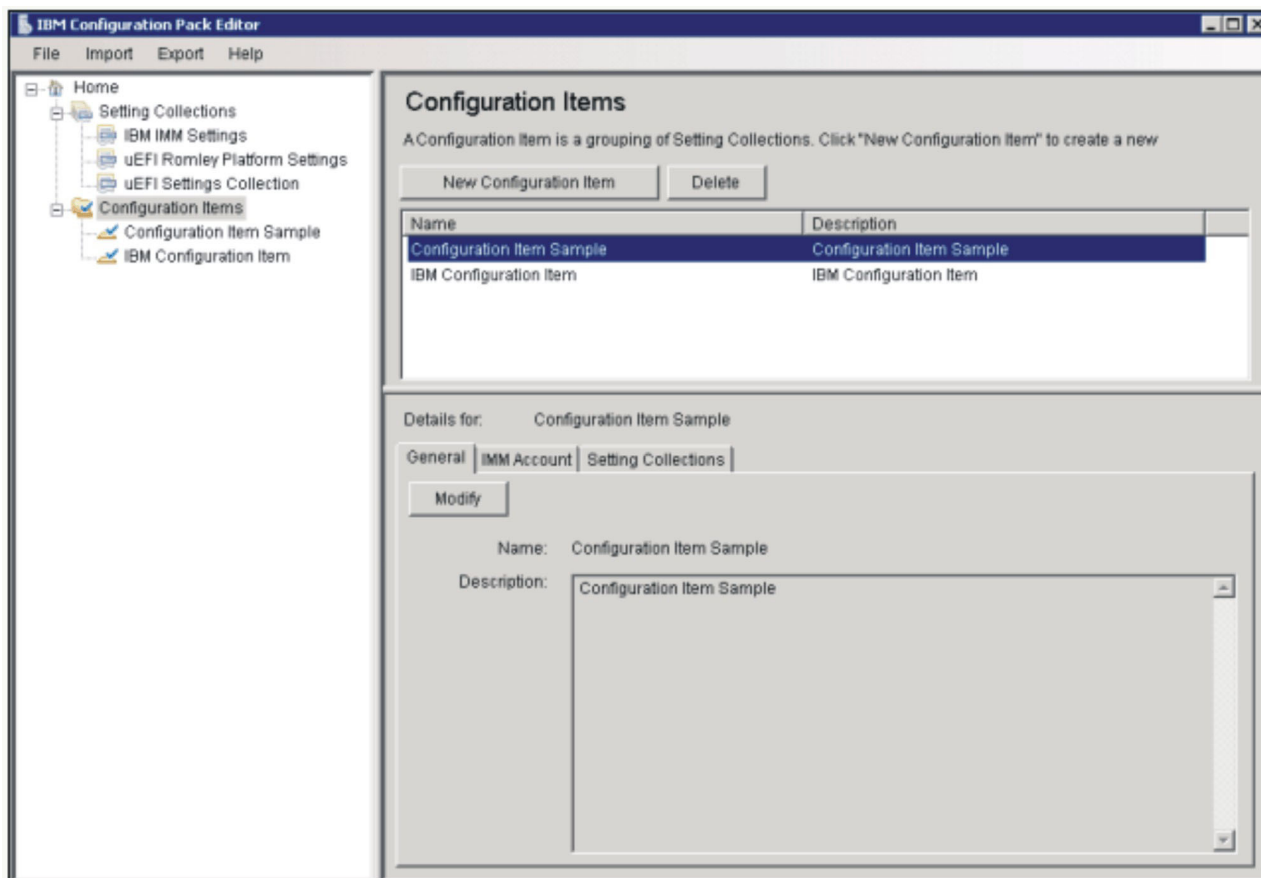 IBM Configuration Pack Editor
File Import Export Help
Home
Setting Collections
IBM IMM Settings
uEFI Romley Platform Settings
uEFI Settings Collection
Configuration Items
Configuration Item Sample
IBM Configuration Item
Configuration Items
A Configuration Item is a grouping of Setting Collections. Click "New Configuration Item" to create a new
New Configuration Item Delete
Name Description
Configuration Item Sample Configuration Item Sample
IBM Configuration Item IBM Configuration Item
Details for: Configuration Item Sample
General IMM Account Setting Collections
Modify
Name: Configuration Item Sample
Description: Configuration Item Sample